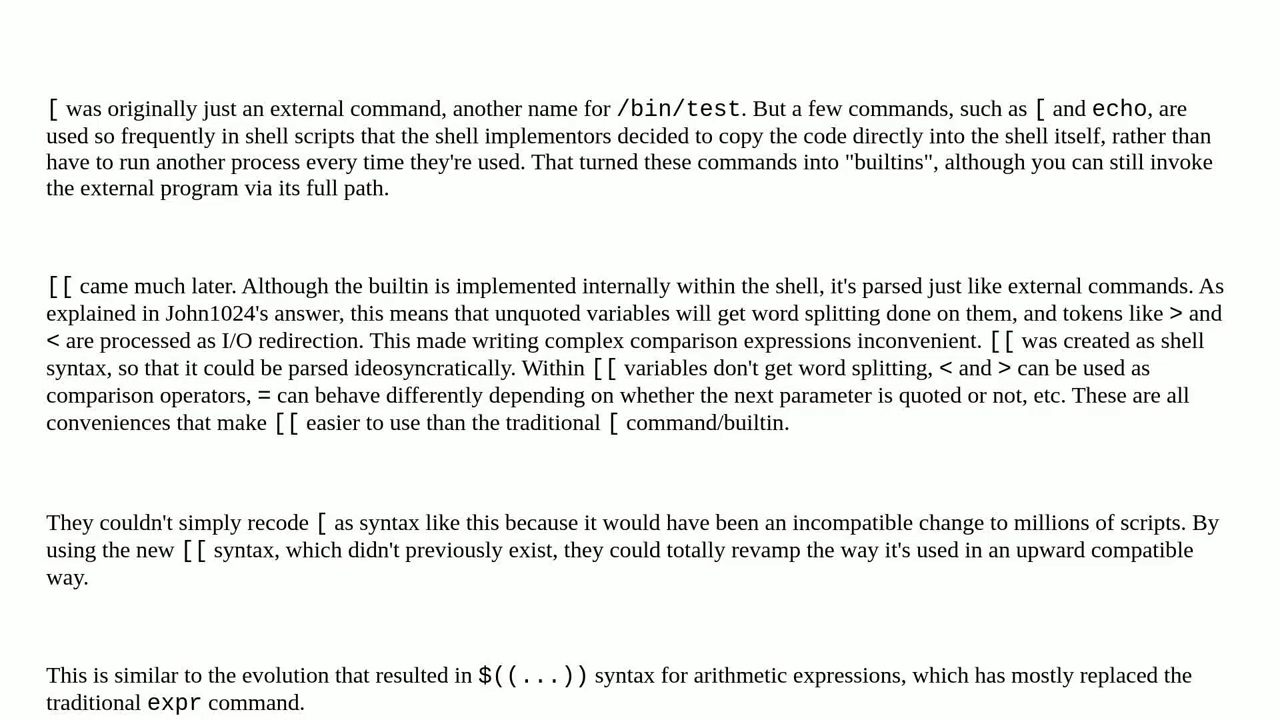 [ was originally just an external command, another name for /bin/test. But a few commands, such as [ and echo, are
used so frequently in shell scripts that the shell implementors decided to copy the code directly into the shell itself, rather than
have to run another process every time they're used. That turned these commands into "builtins", although you can still invoke
the external program via its full path.
[[ came much later. Although the builtin is implemented internally within the shell, it's parsed just like external commands. As
explained in John1024's answer, this means that unquoted variables will get word splitting done on them, and tokens like > and
< are processed as I/O redirection. This made writing complex comparison expressions inconvenient. [[ was created as shell
syntax, so that it could be parsed ideosyncratically. Within [[ variables don't get word splitting, < and > can be used as
comparison operators, = can behave differently depending on whether the next parameter is quoted or not, etc. These are all
conveniences that make [[ easier to use than the traditional [ command/builtin.
They couldn't simply recode [ as syntax like this because it would have been an incompatible change to millions of scripts. By
using the new [[ syntax, which didn't previously exist, they could totally revamp the way it's used in an upward compatible
way.
This is similar to the evolution that resulted in $((...)) syntax for arithmetic expressions, which has mostly replaced the
traditional expr command.